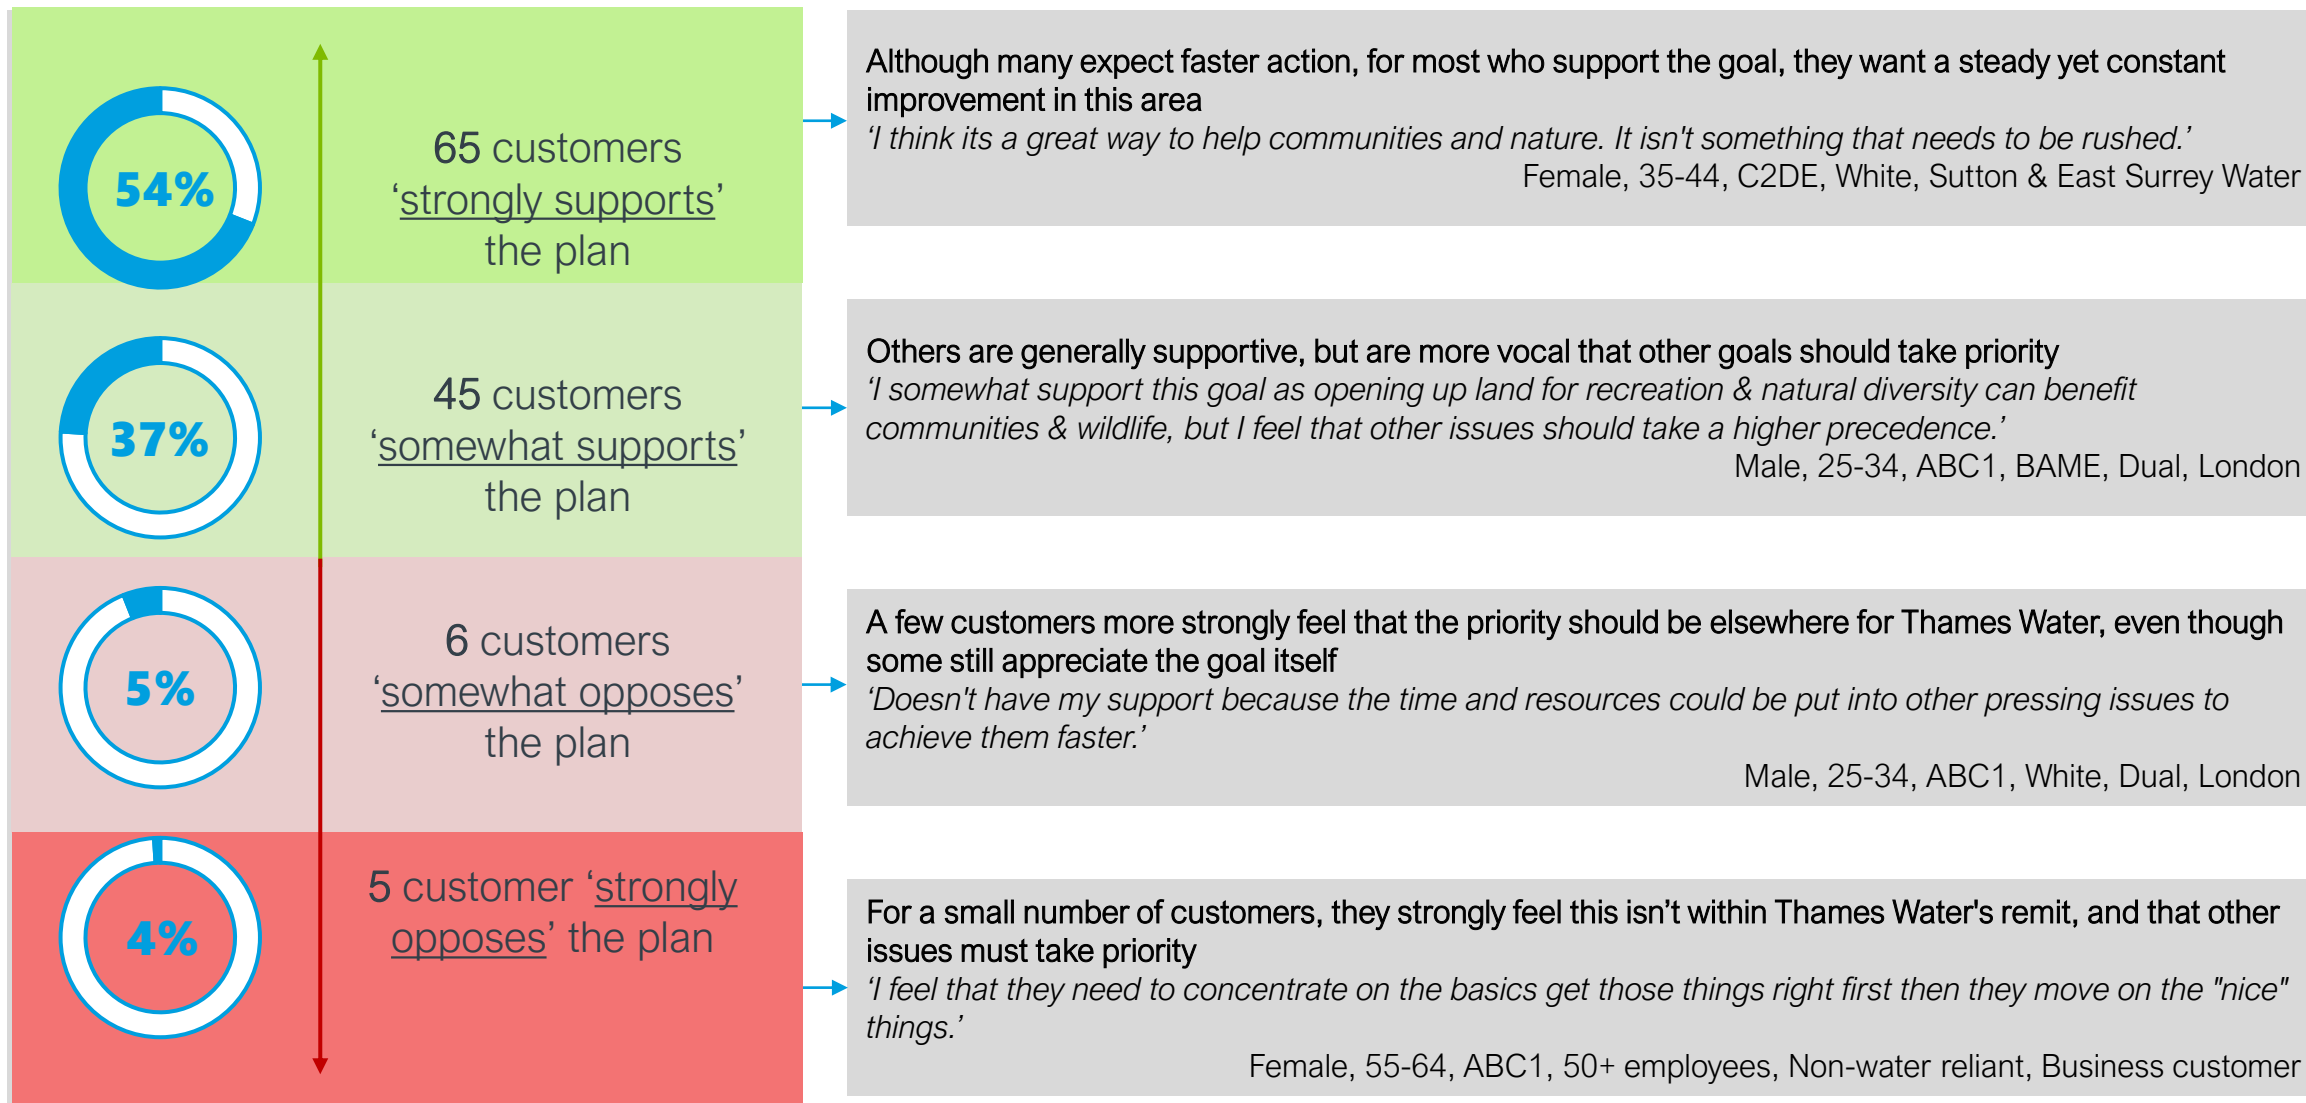 54%
65 customers
‘strongly supports’
the plan
Although many expect faster action, for most who support the goal, they want a steady yet constant
improvement in this area
‘I think its a great way to help communities and nature. It isn't something that needs to be rushed.’
Female, 35-44, C2DE, White, Sutton & East Surrey Water
37%
45 customers
‘somewhat supports’
the plan
Others are generally supportive, but are more vocal that other goals should take priority
‘I somewhat support this goal as opening up land for recreation & natural diversity can benefit
communities & wildlife, but I feel that other issues should take a higher precedence.’
Male, 25-34, ABC1, BAME, Dual, London
5%
6 customers
‘somewhat opposes’
the plan
A few customers more strongly feel that the priority should be elsewhere for Thames Water, even though
some still appreciate the goal itself
‘Doesn't have my support because the time and resources could be put into other pressing issues to
achieve them faster.’
Male, 25-34, ABC1, White, Dual, London
4%
5 customer ‘strongly
opposes’ the plan
For a small number of customers, they strongly feel this isn’t within Thames Water's remit, and that other
issues must take priority
‘I feel that they need to concentrate on the basics get those things right first then they move on the "nice"
things.’
Female, 55-64, ABC1, 50+ employees, Non-water reliant, Business customer